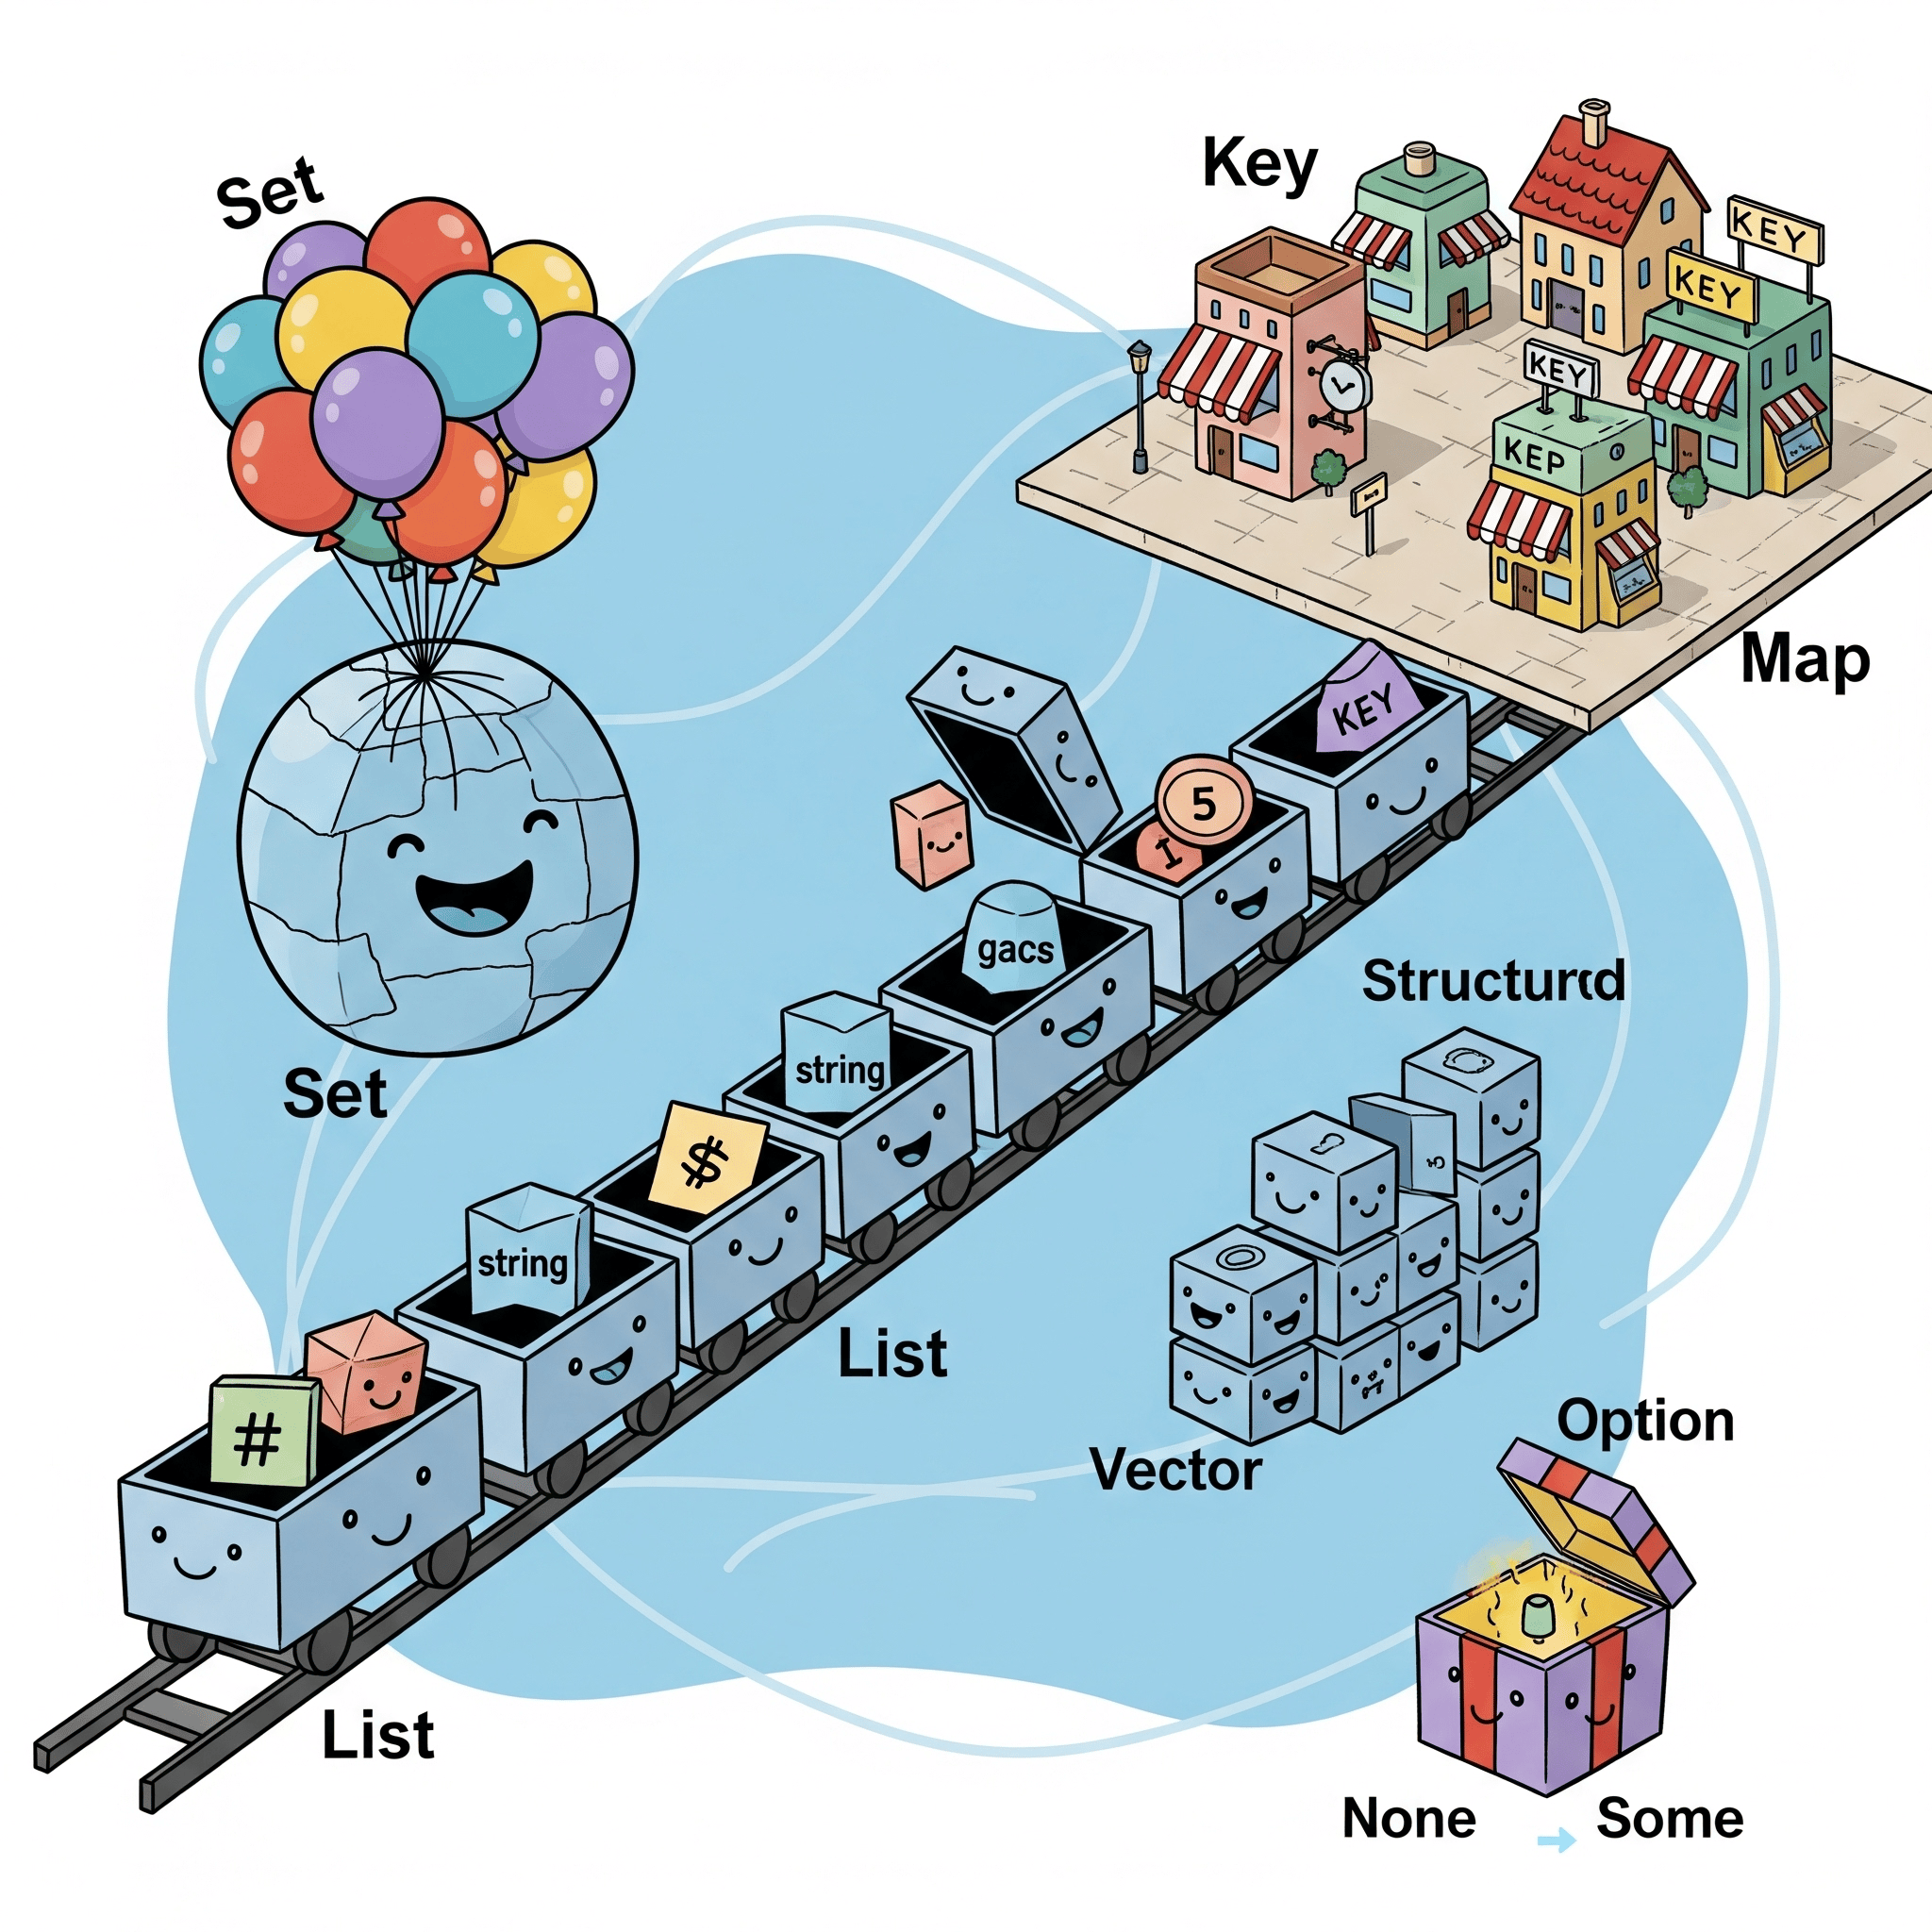 Set
Key
KEY
KEY
KEY
KEP
Map
KEY
5
1
gacs
string
$
string
#
Set
Structurd
List
Vector
Option
List
None → Some